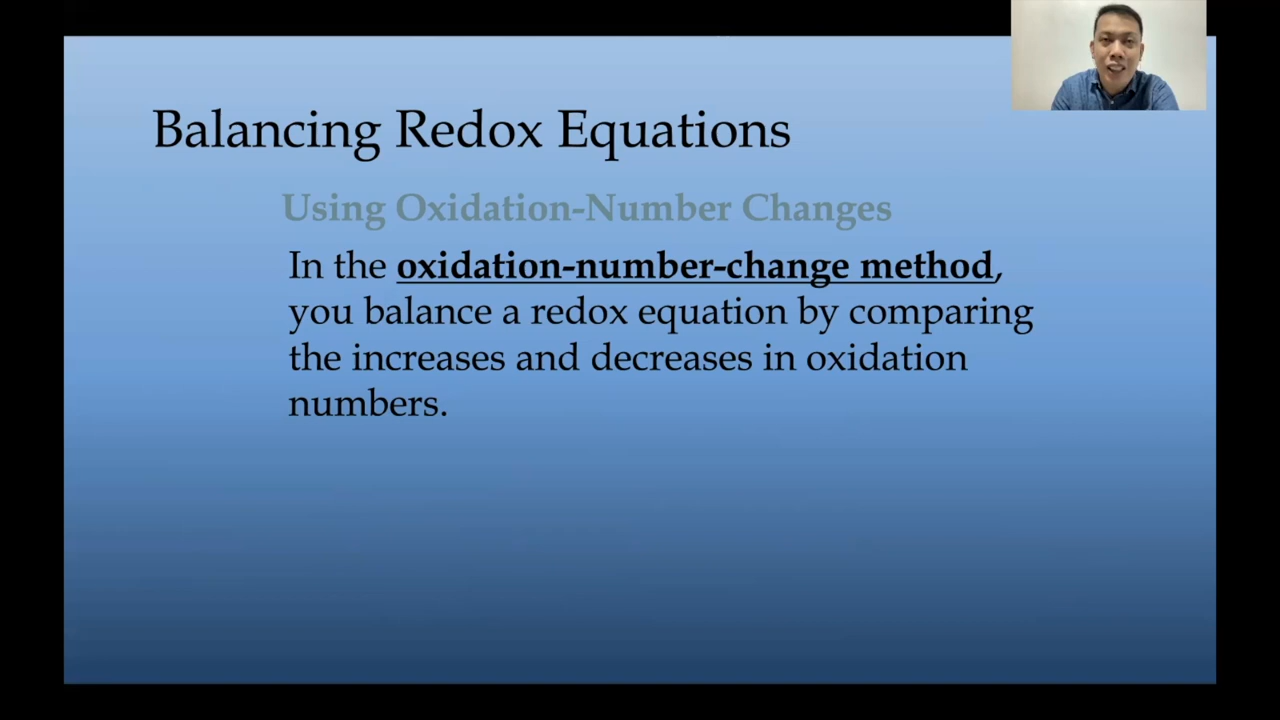 Balancing Redox Equations
Using Oxidation-Number Changes
In the oxidation-number-change method,
you balance a redox equation by comparing
the increases and decreases in oxidation
numbers.